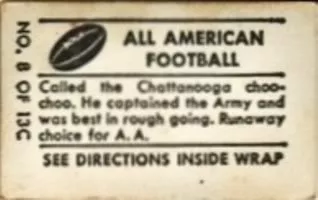 NO. 8 OF 13C
ALL AMERICAN
FOOTBALL
Called the Chattanooga choo-
choo. He captained the Army and
was best in rough going. Runaway
choice for A.A.
SEE DIRECTIONS INSIDE WRAP